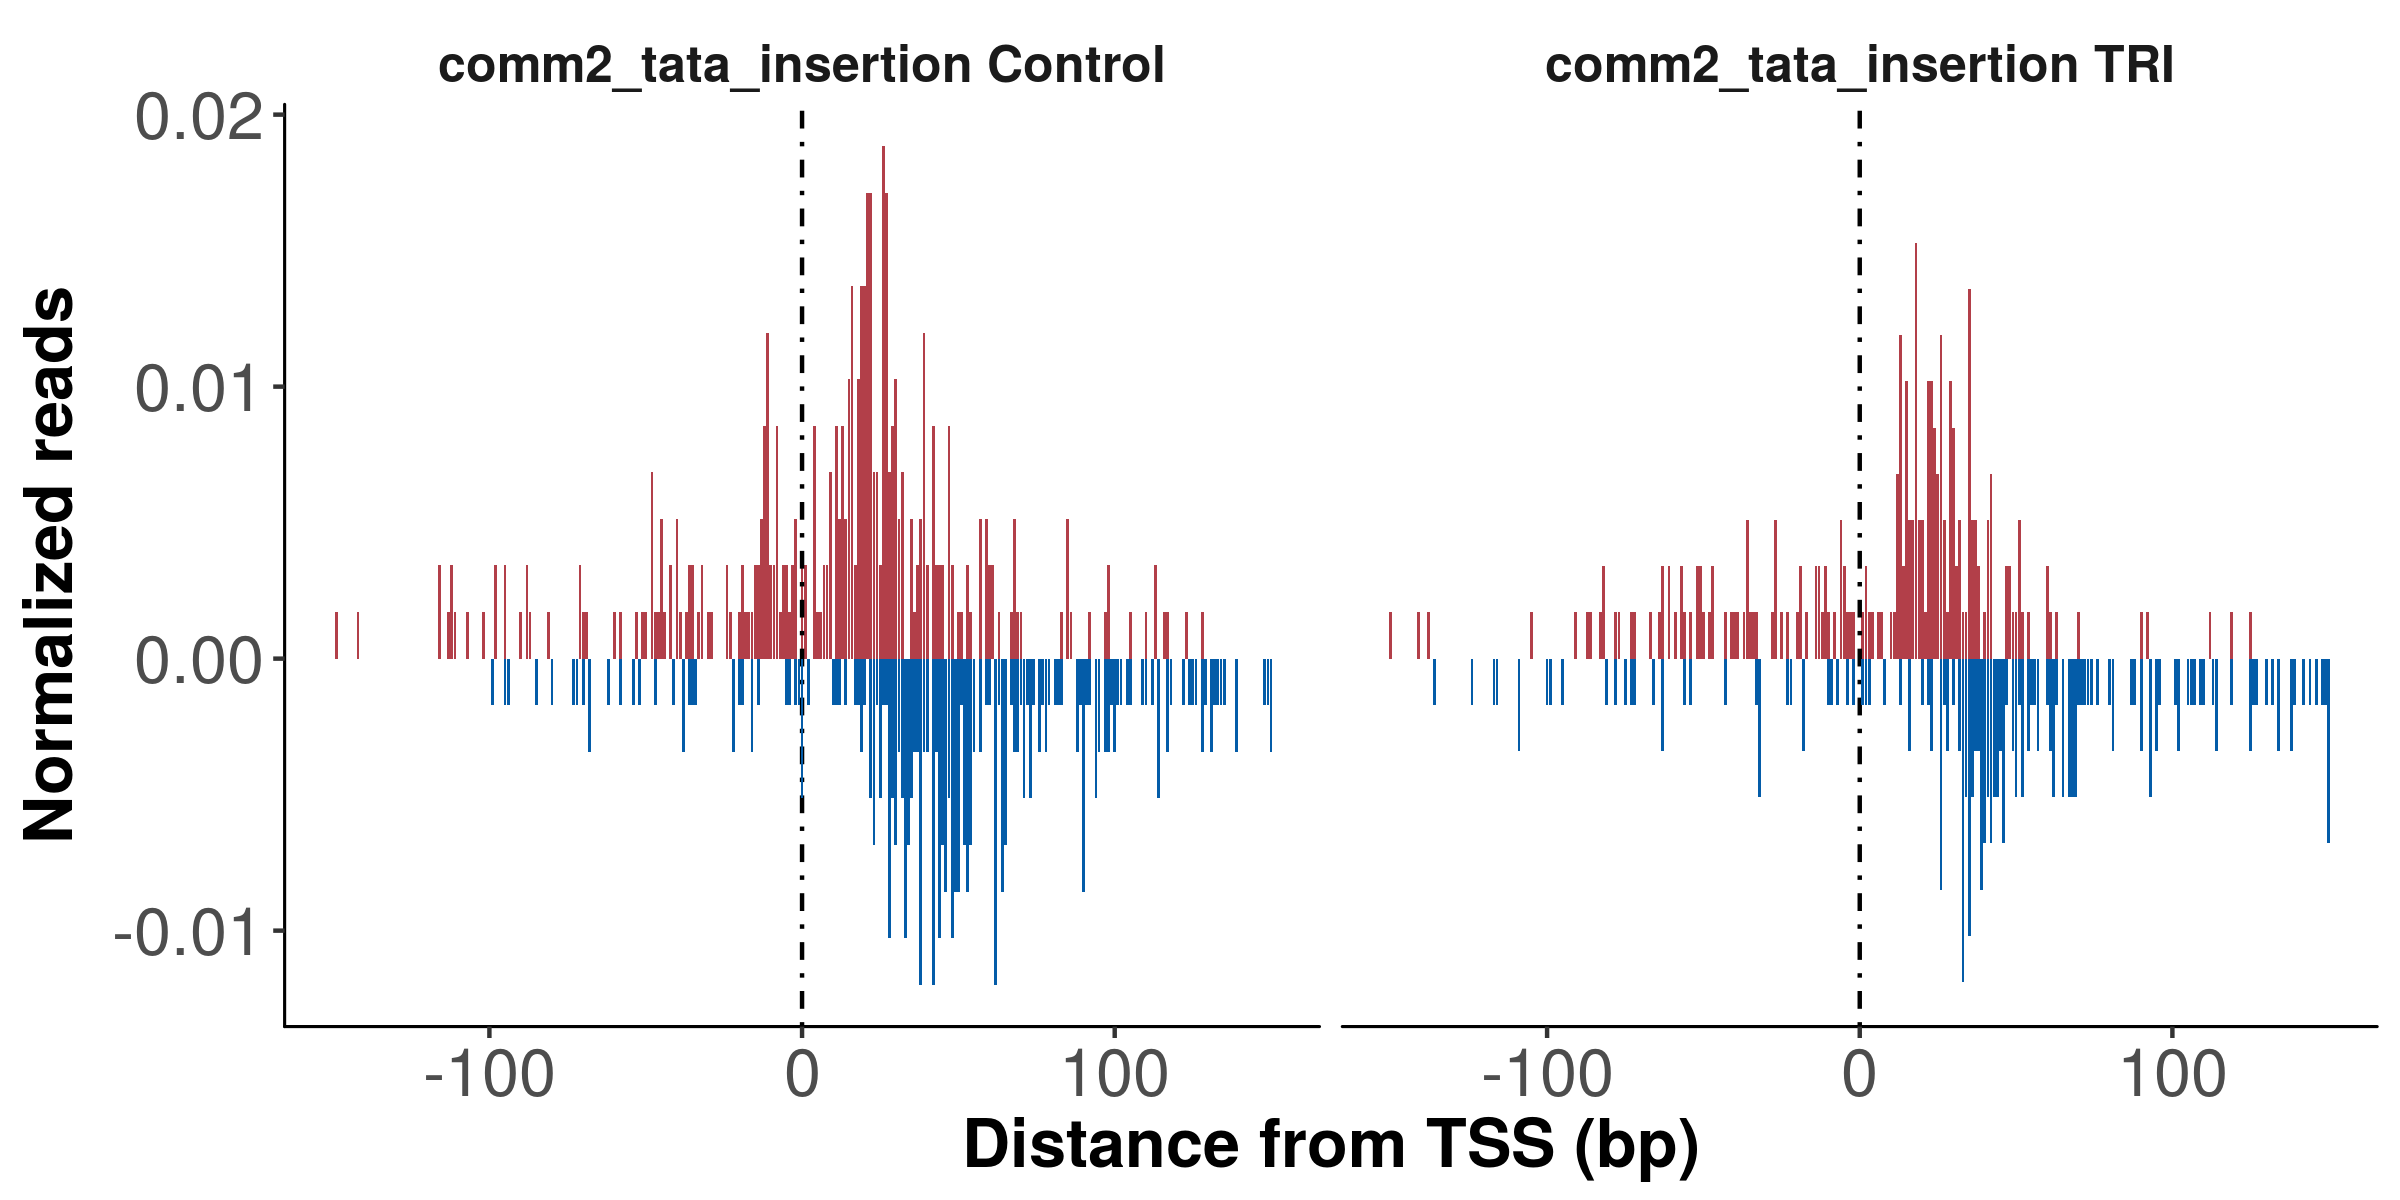 comm2_tata_insertion Control
comm2_tata_insertion TRI
Normalized reads
0.02
0.01
0.00
-0.01
-100
0
100
-100
0
100
Distance from TSS (bp)